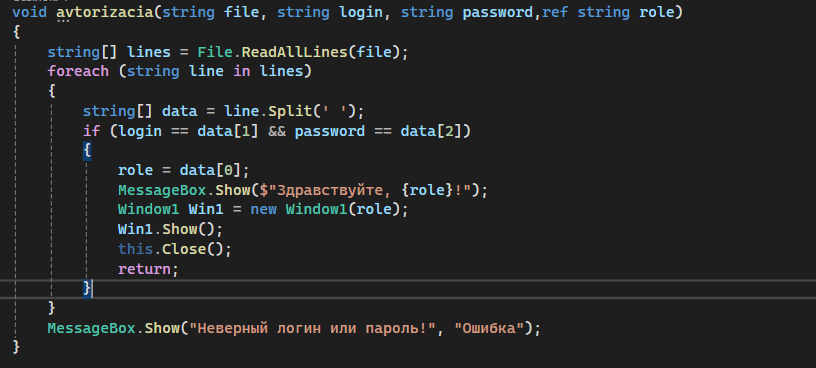 void avtorizacia(string file, string login, string password,ref string role)
{
string[] lines = File.ReadAllLines(file);
foreach (string line in lines)
{
string[] data = line.Split(' ');
if (login == data[1] && password == data[2])
{
role = data[0];
MessageBox.Show($"Здравствуйте, {role}!");
Window1 Win1 = new Window1(role);
Win1.Show();
this.Close();
return;
}
}
MessageBox.Show("Неверный логин или пароль!", "Ошибка");
}